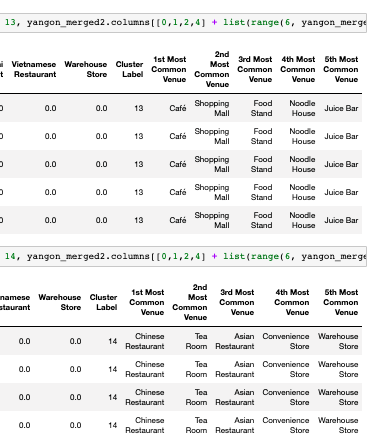 13, yangon_merged2.columns[[0,1,2,4] + list(range(6, yangon_merge
Vietnamese Restaurant Warehouse Store Cluster Label 1st Most Common Venue 2nd Most Common Venue 3rd Most Common Venue 4th Most Common Venue 5th Most Common Venue
0.0 0.0 13 Café Shopping Mall Food Stand Noodle House Juice Bar
0.0 0.0 13 Café Shopping Mall Food Stand Noodle House Juice Bar
0.0 0.0 13 Café Shopping Mall Food Stand Noodle House Juice Bar
0.0 0.0 13 Café Shopping Mall Food Stand Noodle House Juice Bar
0.0 0.0 13 Café Shopping Mall Food Stand Noodle House Juice Bar
14, yangon_merged2.columns[[0,1,2,4] + list(range(6, yangon_merge
namese staurant Warehouse Store Cluster Label 1st Most Common Venue 2nd Most Common Venue 3rd Most Common Venue 4th Most Common Venue 5th Most Common Venue
0.0 0.0 14 Chinese Restaurant Tea Room Asian Restaurant Convenience Store Warehouse Store
0.0 0.0 14 Chinese Restaurant Tea Room Asian Restaurant Convenience Store Warehouse Store
0.0 0.0 14 Chinese Restaurant Tea Room Asian Restaurant Convenience Store Warehouse Store
0.0 0.0 14 Chinese Restaurant Tea Room Asian Restaurant Convenience Store Warehouse Store